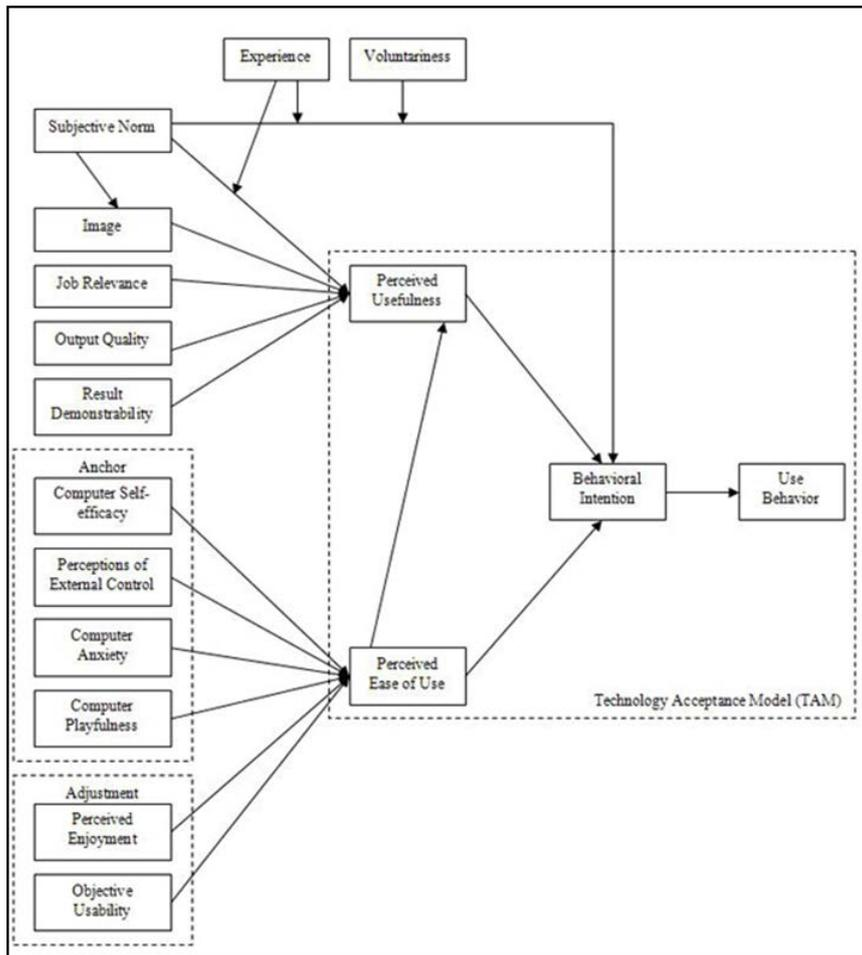 Experience
Voluntariness
Subjective Norm
Image
Job Relevance
Output Quality
Result
Demonstrability
Perceived
Usefulness
Anchor
Computer Self-
efficacy
Perceptions of
External Control
Computer
Anxiety
Computer
Playfulness
Behavioral
Intention
Use
Behavior
Perceived
Ease of Use
Technology Acceptance Model (TAM)
Adjustment
Perceived
Enjoyment
Objective
Usability